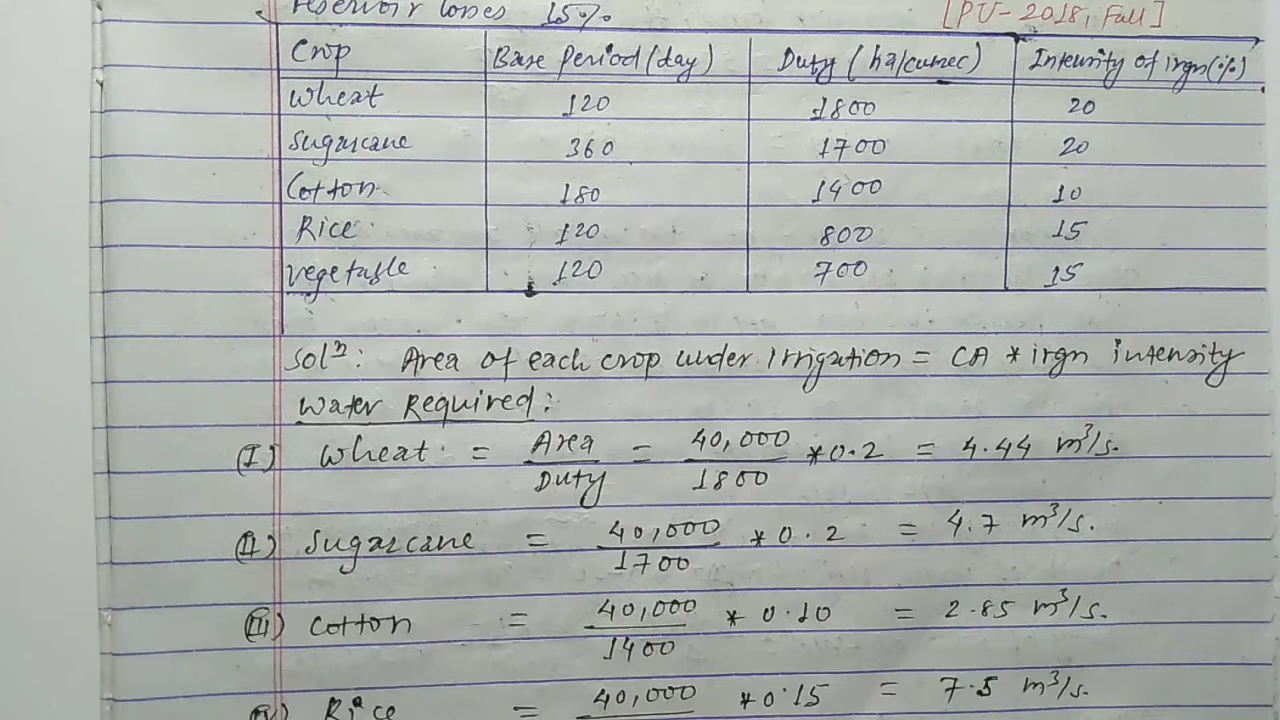 reservoir losses 15%
[PU-2018, Fall]
Crop Base Period (day) Duty (ha/cumec) Intensity of irgn (%)
Wheat 120 1800 20
Sugarcane 360 1700 20
Cotton 180 1400 10
Rice 120 800 15
vegetable 120 700 15
Solⁿ: Area of each crop under Irrigation = CA * irgn intensity
Water Required:
(I) Wheat = Area / Duty = 40,000 / 1800 * 0.2 = 4.44 m³/s.
(II) Sugarcane = 40,000 / 1700 * 0.2 = 4.7 m³/s.
(III) Cotton = 40,000 / 1400 * 0.10 = 2.85 m³/s.
(IV) Rice = 40,000 * 0.15 = 7.5 m³/s.